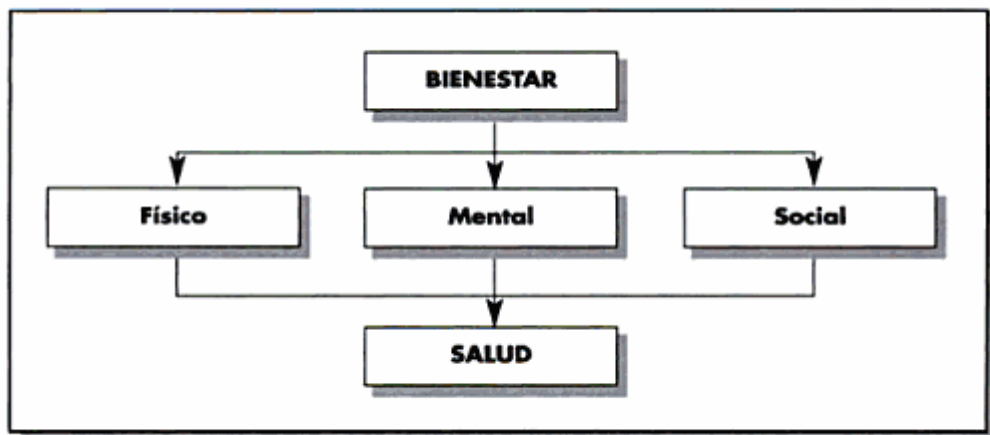 BIENESTAR
Físico
Mental
Social
SALUD